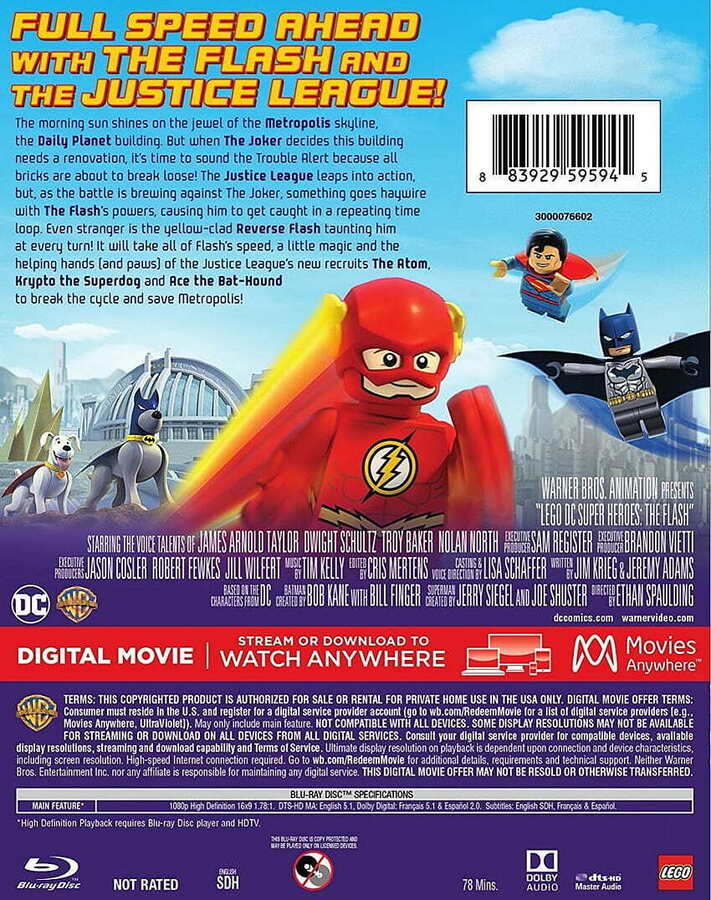 FULL SPEED AHEAD
WITH THE FLASH AND
THE JUSTICE LEAGUE!
The morning sun shines on the jewel of the Metropolis skyline,
the Daily Planet building. But when The Joker decides this building
needs a renovation, it's time to sound the Trouble Alert because all
bricks are about to break loose! The Justice League leaps into action,
but, as the battle is brewing against The Joker, something goes haywire
with The Flash's powers, causing him to get caught in a repeating time
loop. Even stranger is the yellow-clad Reverse Flash taunting him
at every turn! It will take all of Flash's speed, a little magic and the
helping hands (and paws) of the Justice League's new recruits The Atom,
Krypto the Superdog and Ace the Bat-Hound
to break the cycle and save Metropolis!
8 83929 59594 5
3000076602
WARNER BROS. ANIMATION PRESENTS
"LEGO DC SUPER HEROES: THE FLASH"
STARRING THE VOICE TALENTS OF JAMES ARNOLD TAYLOR DWIGHT SCHULTZ TROY BAKER NOLAN NORTH EXECUTIVE PRODUCER SAM REGISTER EXECUTIVE PRODUCER BRANDON VIETTI
EXECUTIVE PRODUCERS JASON COSLER ROBERT FEWKES JILL WILFERT MUSIC BY TIM KELLY EDITED BY CRIS MERTENS CASTING & VOICE DIRECTION BY LISA SCHAFFER WRITTEN BY JIM KRIEG & JEREMY ADAMS
BASED ON THE CHARACTERS FROM DC BATMAN CREATED BY BOB KANE WITH BILL FINGER SUPERMAN CREATED BY JERRY SIEGEL AND JOE SHUSTER DIRECTED BY ETHAN SPAULDING
DC
WB
dccomics.com warnervideo.com
DIGITAL MOVIE
STREAM OR DOWNLOAD TO
WATCH ANYWHERE
Movies
Anywhere™
TERMS: THIS COPYRIGHTED PRODUCT IS AUTHORIZED FOR SALE OR RENTAL FOR PRIVATE HOME USE IN THE USA ONLY. DIGITAL MOVIE OFFER TERMS:
Consumer must reside in the U.S. and register for a digital service provider account (go to wb.com/RedeemMovie for a list of digital service providers (e.g.,
Movies Anywhere, UltraViolet]). May only include main feature. NOT COMPATIBLE WITH ALL DEVICES. SOME DISPLAY RESOLUTIONS MAY NOT BE AVAILABLE
FOR STREAMING OR DOWNLOAD ON ALL DEVICES FROM ALL DIGITAL SERVICES. Consult your digital service provider for compatible devices, available
display resolutions, streaming and download capability and Terms of Service. Ultimate display resolution on playback is dependent upon connection and device characteristics,
including screen resolution. High-speed Internet connection required. Go to wb.com/RedeemMovie for additional details, requirements and technical support. Neither Warner
Bros. Entertainment Inc. nor any affiliate is responsible for maintaining any digital service. THIS DIGITAL MOVIE OFFER MAY NOT BE RESOLD OR OTHERWISE TRANSFERRED.
BLU-RAY DISC™ SPECIFICATIONS
MAIN FEATURE* 1080p High Definition 16x9 1.78:1. DTS-HD MA: English 5.1, Dolby Digital: Français 5.1 & Español 2.0. Subtitles: English SDH, Français & Español.
*High Definition Playback requires Blu-ray Disc player and HDTV.
THIS BLU-RAY DISC IS COPY PROTECTED AND
MAY BE PLAYED ONLY ON LICENSED DEVICES.
Blu-ray Disc
NOT RATED
ENGLISH
SDH
78 Mins.
DOLBY
AUDIO
dts-HD
Master Audio
LEGO